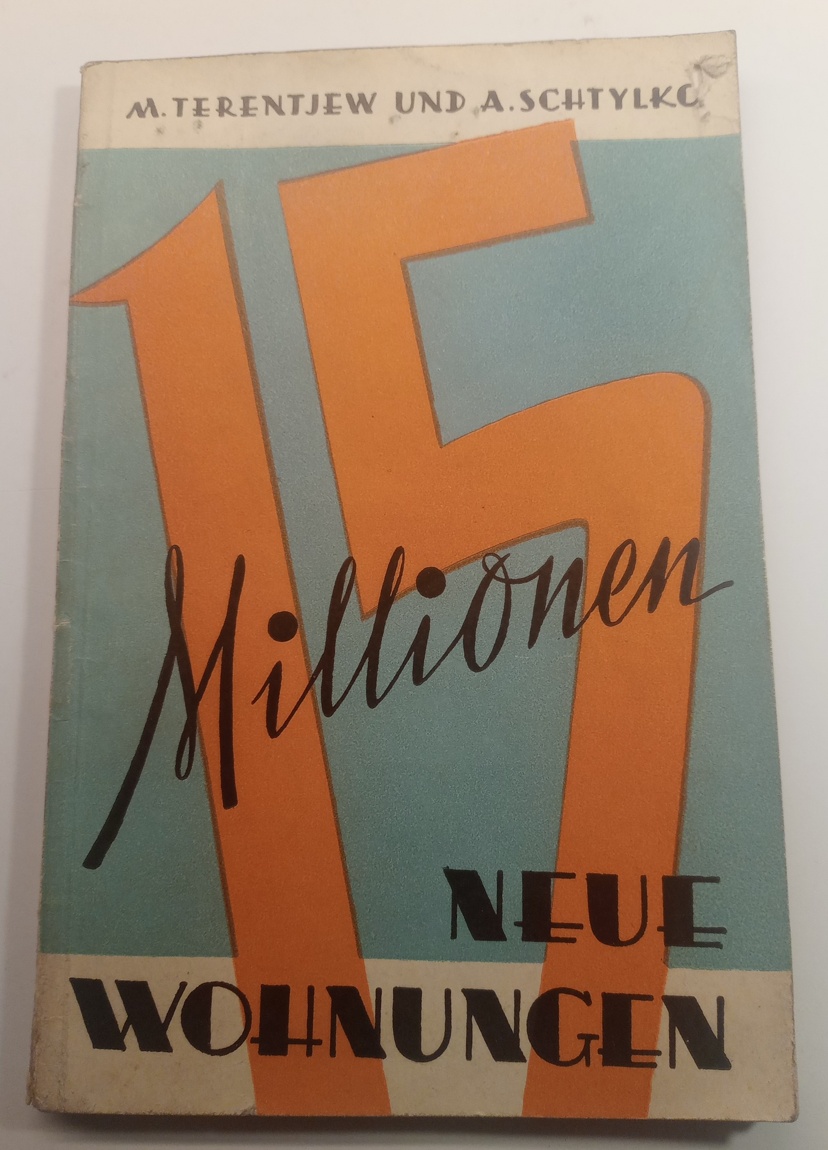 M. TERENTJEW UND A. SCHTYLKO
15
Millionen
NEUE
WOHNUNGEN